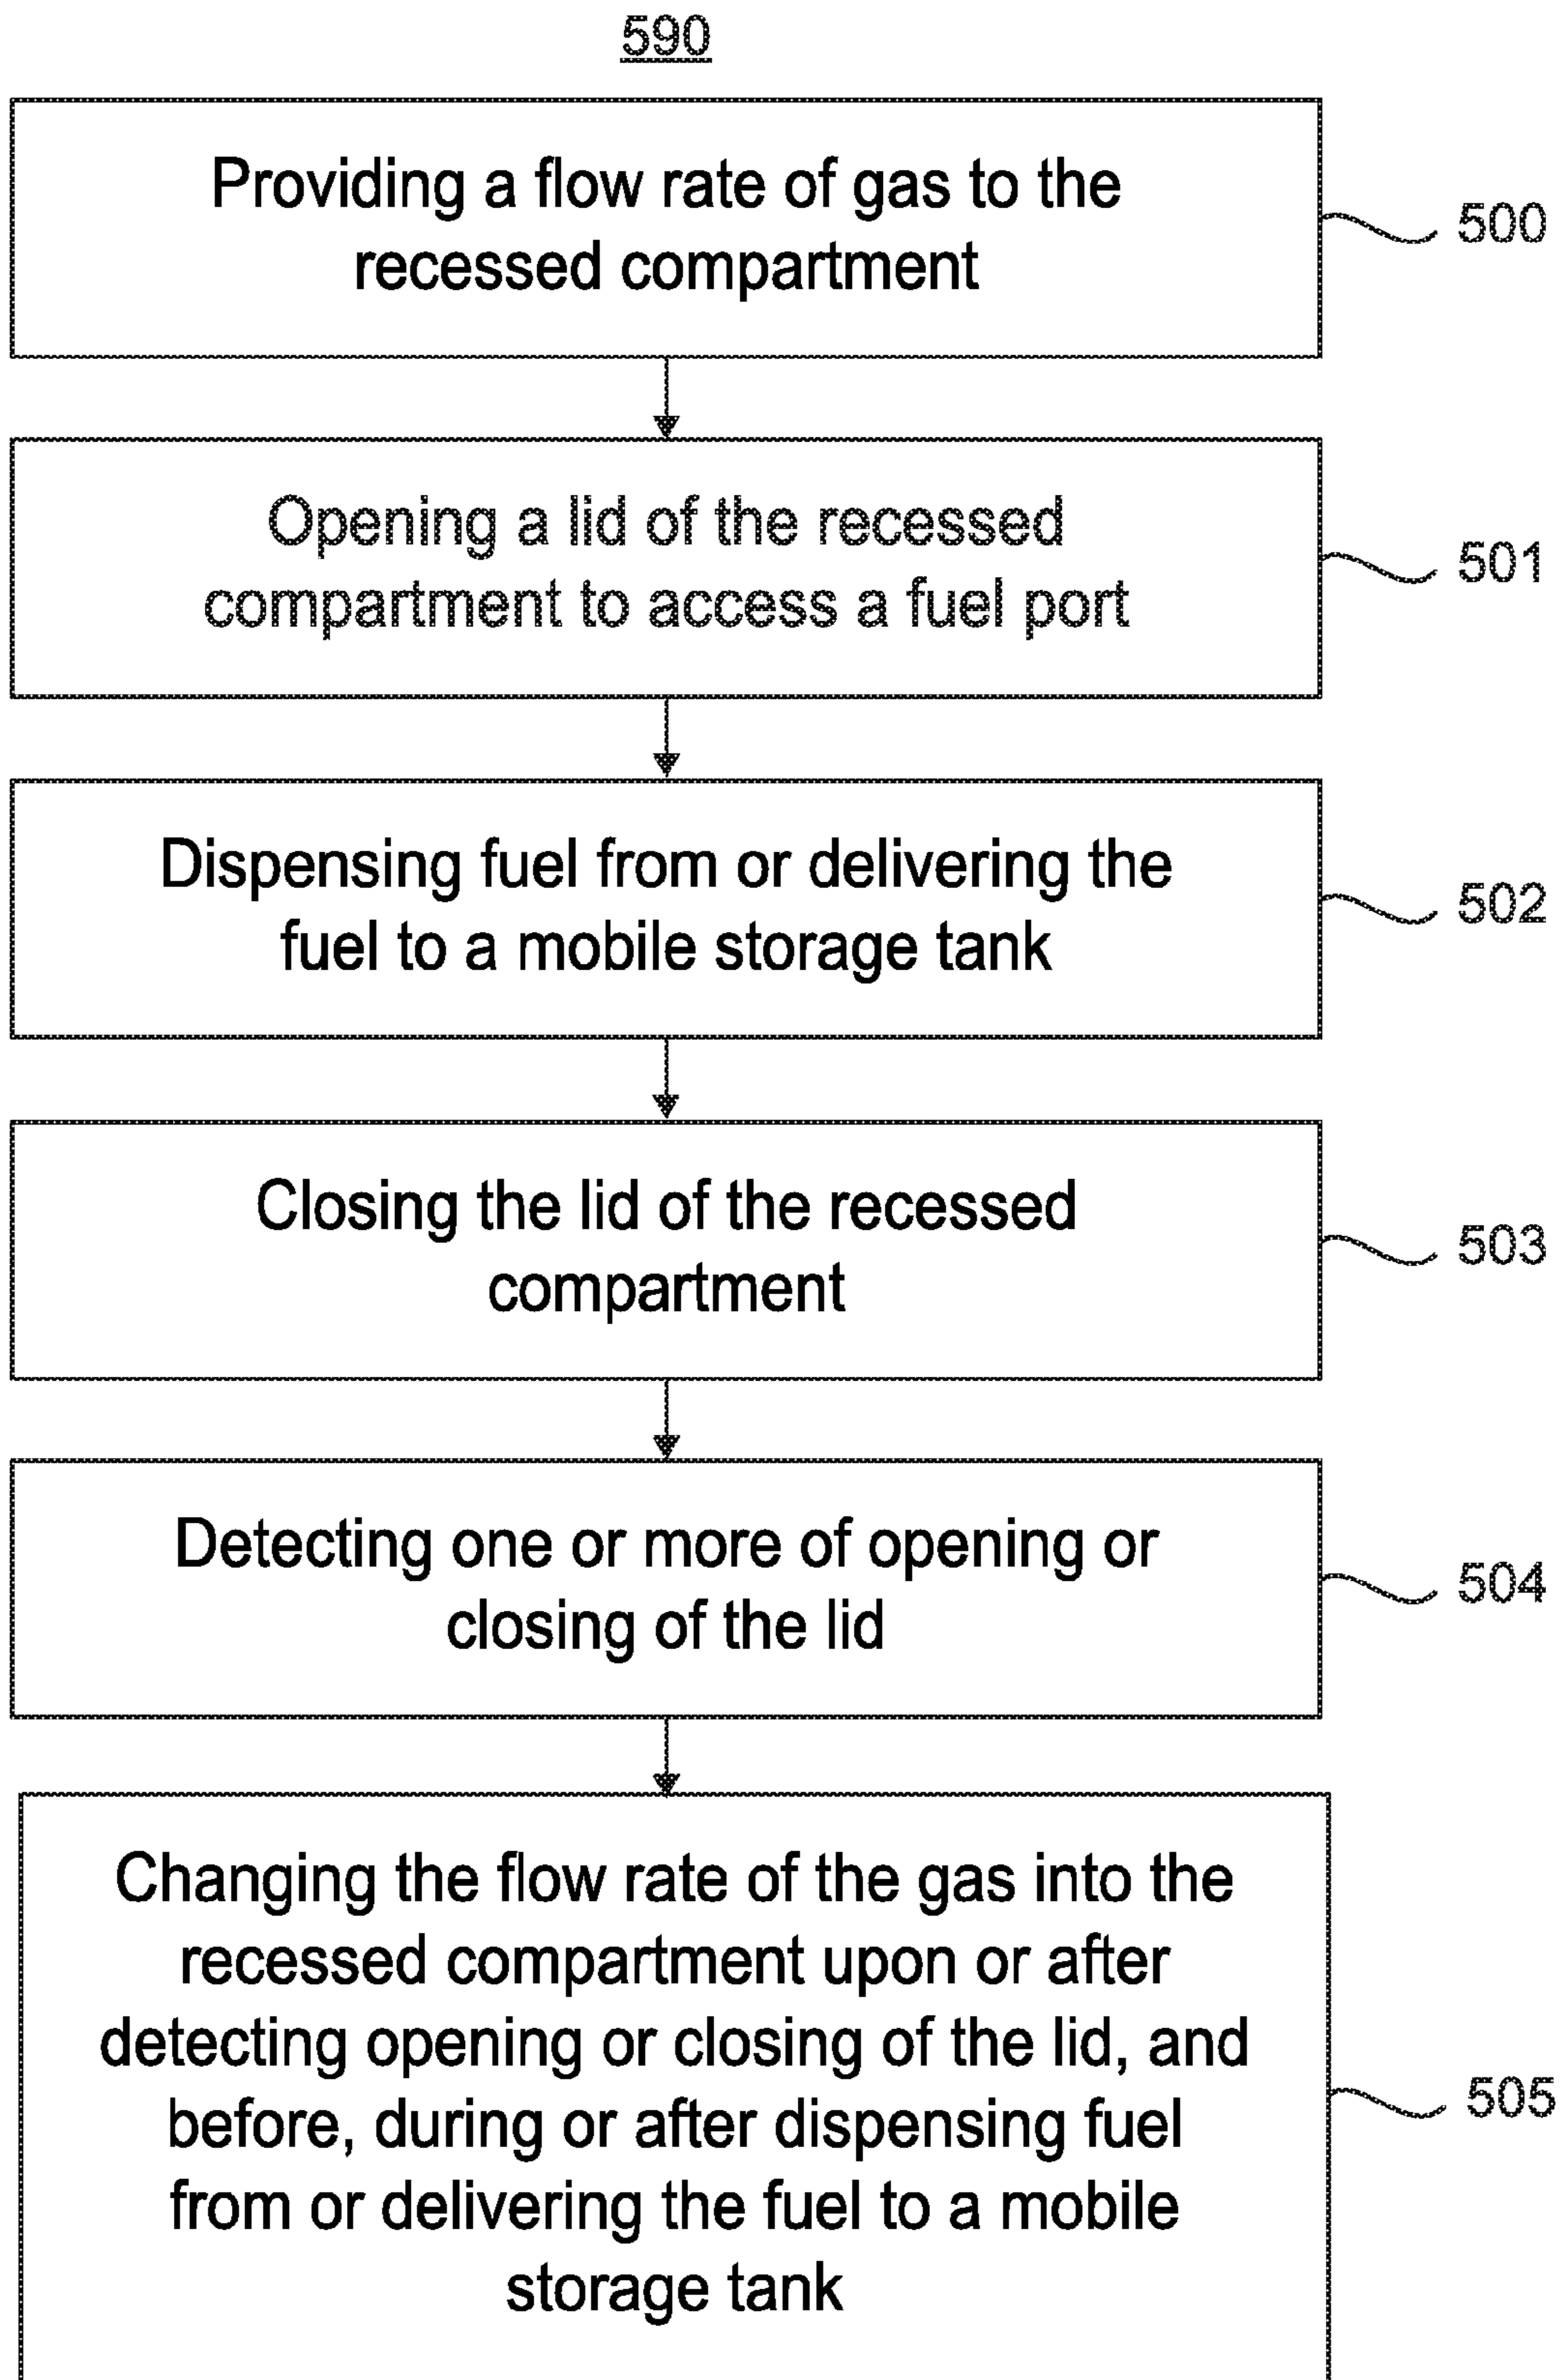 590
Providing a flow rate of gas to the
recessed compartment
500
Opening a lid of the recessed
compartment to access a fuel port
501
Dispensing fuel from or delivering the
fuel to a mobile storage tank
502
Closing the lid of the recessed
compartment
503
Detecting one or more of opening or
closing of the lid
504
Changing the flow rate of the gas into the
recessed compartment upon or after
detecting opening or closing of the lid, and
before, during or after dispensing fuel
from or delivering the fuel to a mobile
storage tank
505